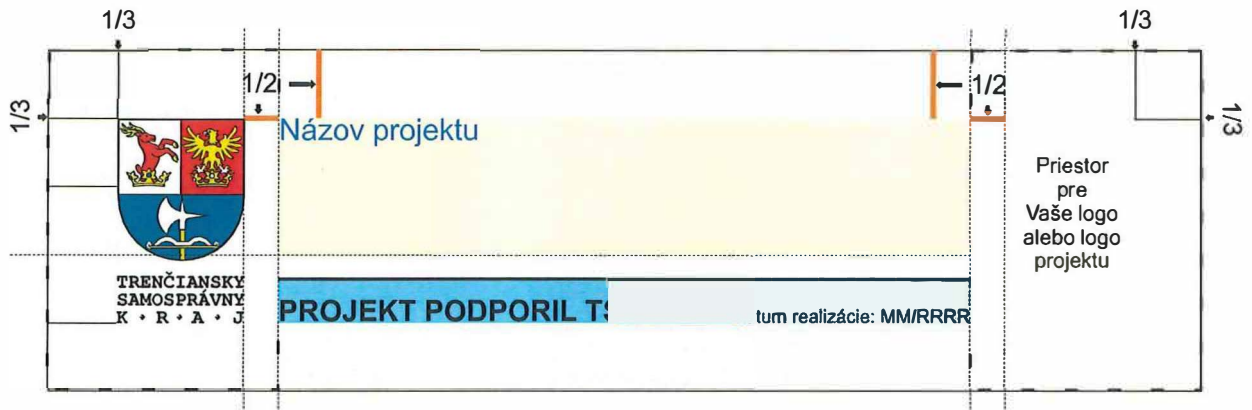 1/3
1/3
1/2
1/2
1/3
1/3
Názov projektu
Priestor
pre
Vaše logo
alebo logo
projektu
TRENČIANSKY
SAMOSPRÁVNY
K · R · A · J
PROJEKT PODPORIL TS
tum realizácie: MM/RRRR